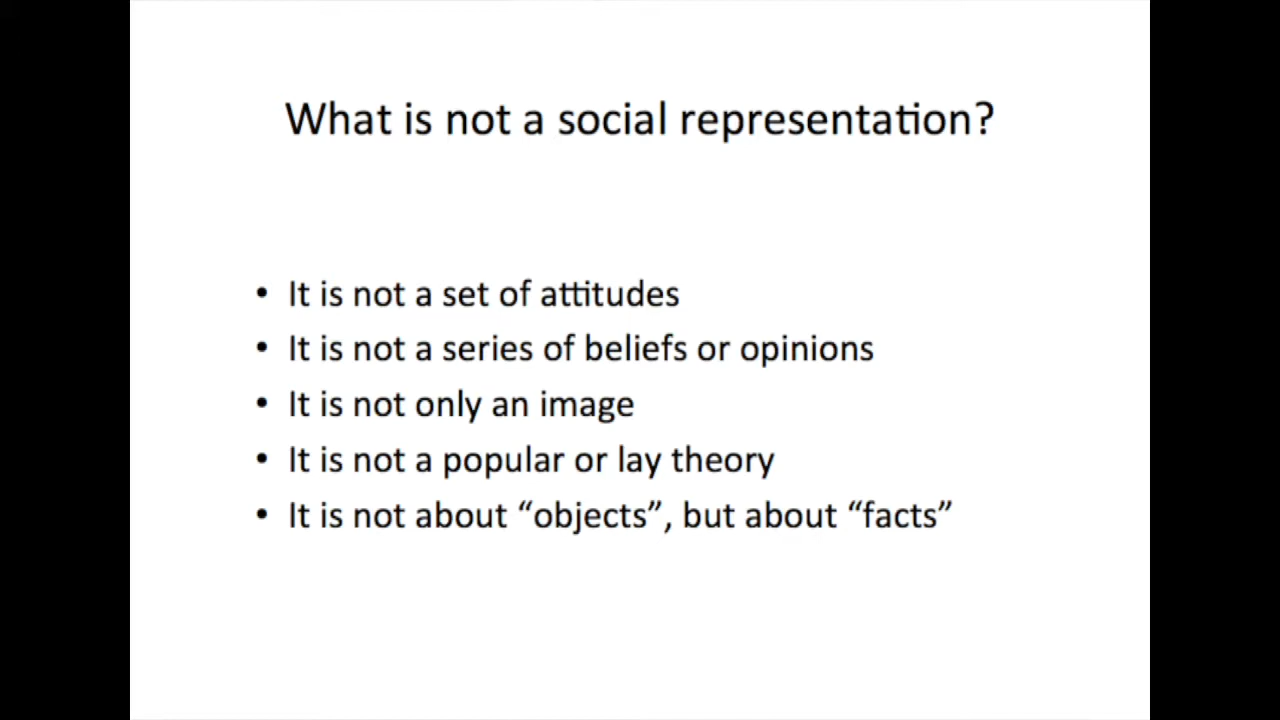 What is not a social representation?
• It is not a set of attitudes
• It is not a series of beliefs or opinions
• It is not only an image
• It is not a popular or lay theory
• It is not about “objects”, but about “facts”